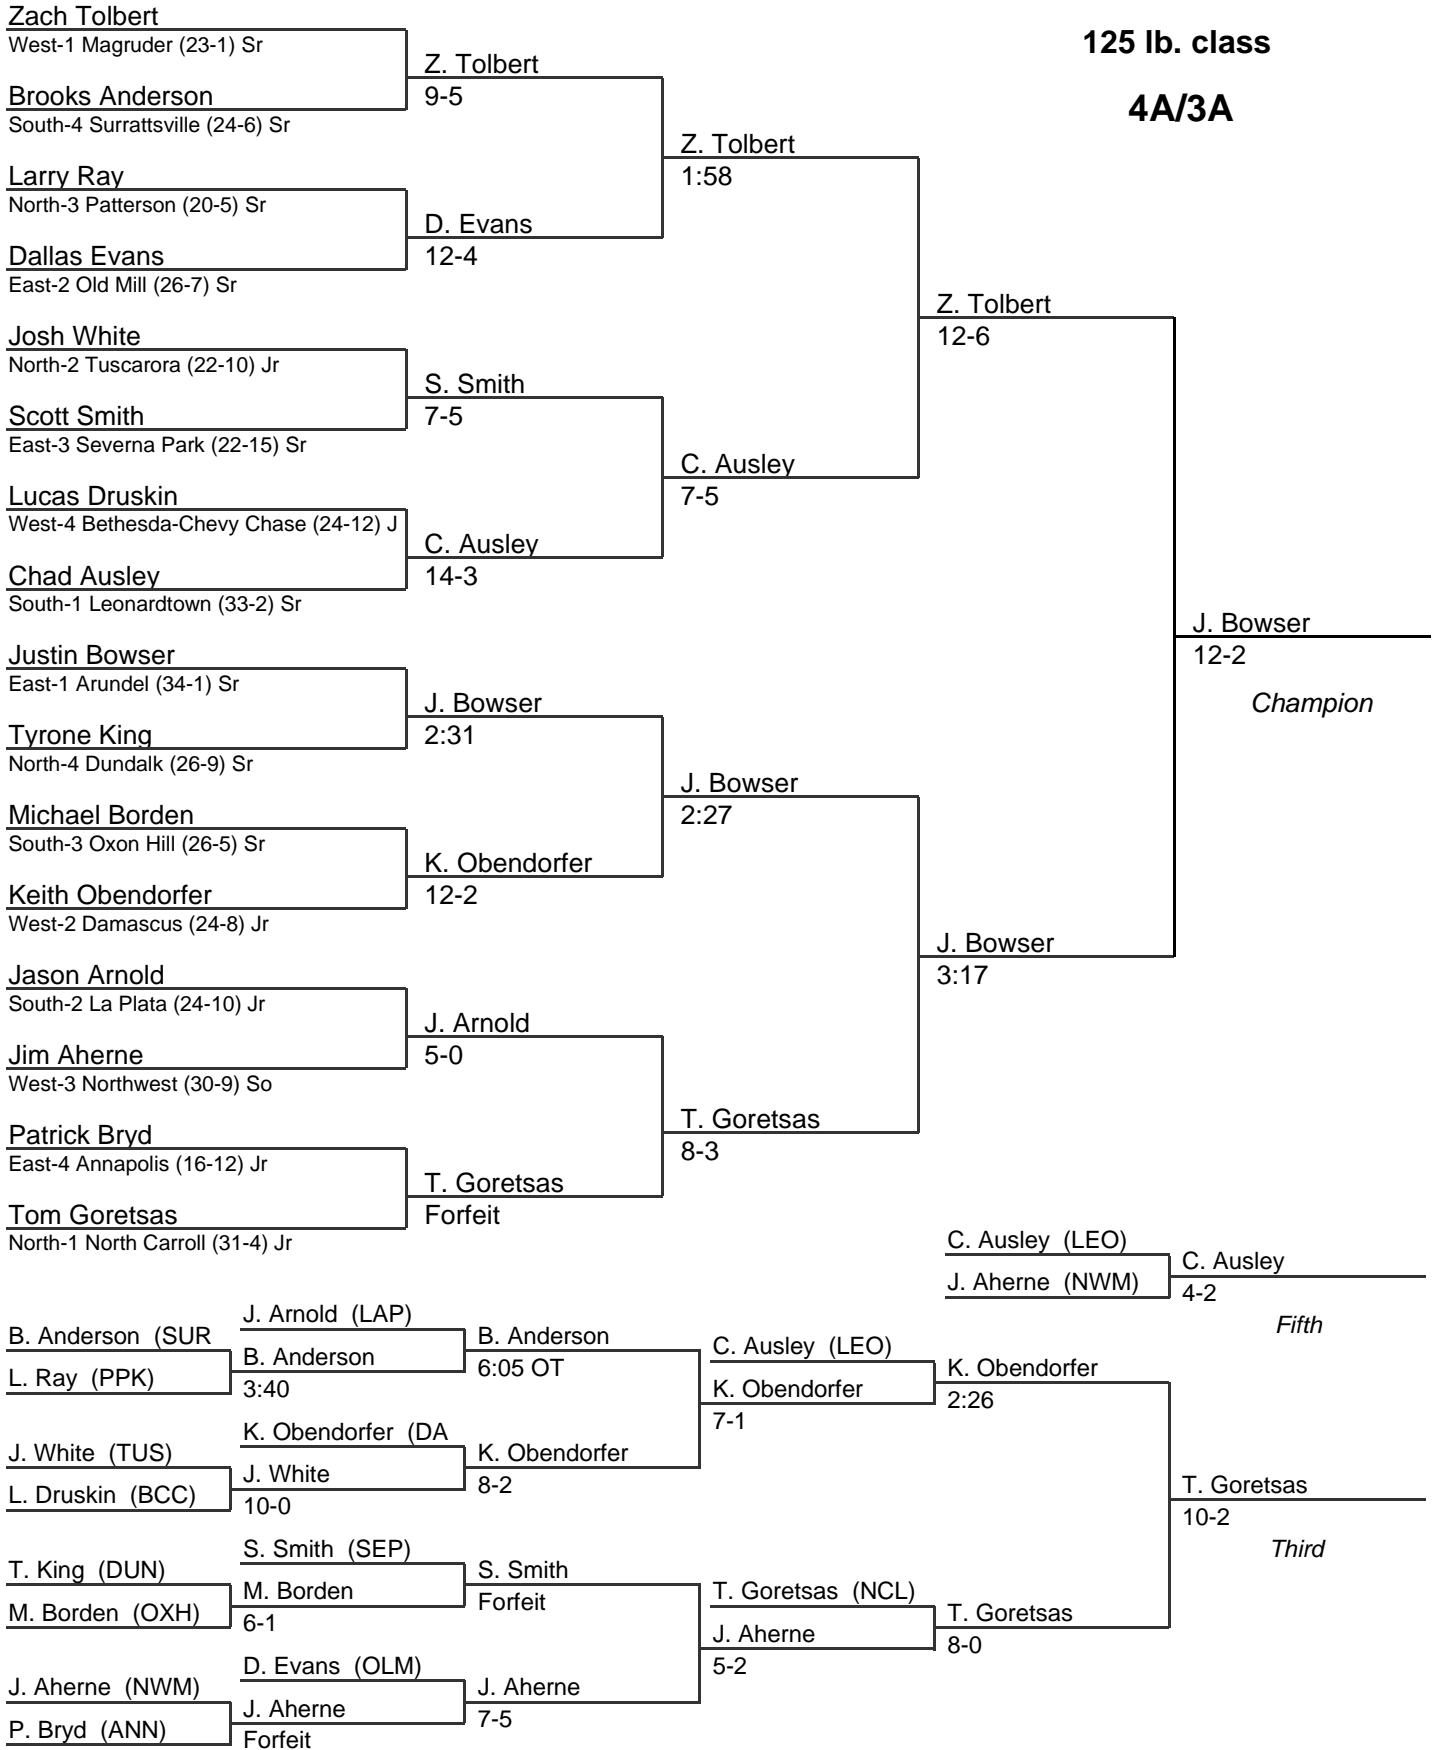 125 lb. class
4A/3A
Zach Tolbert
West-1 Magruder (23-1) Sr
Brooks Anderson
South-4 Surrattsville (24-6) Sr
Larry Ray
North-3 Patterson (20-5) Sr
Dallas Evans
East-2 Old Mill (26-7) Sr
Josh White
North-2 Tuscarora (22-10) Jr
Scott Smith
East-3 Severna Park (22-15) Sr
Lucas Druskin
West-4 Bethesda-Chevy Chase (24-12) J
Chad Ausley
South-1 Leonardtown (33-2) Sr
Justin Bowser
East-1 Arundel (34-1) Sr
Tyrone King
North-4 Dundalk (26-9) Sr
Michael Borden
South-3 Oxon Hill (26-5) Sr
Keith Obendorfer
West-2 Damascus (24-8) Jr
Jason Arnold
South-2 La Plata (24-10) Jr
Jim Aherne
West-3 Northwest (30-9) So
Patrick Bryd
East-4 Annapolis (16-12) Jr
Tom Goretsas
North-1 North Carroll (31-4) Jr
Z. Tolbert
9-5
D. Evans
12-4
S. Smith
7-5
C. Ausley
14-3
J. Bowser
2:31
K. Obendorfer
12-2
J. Arnold
5-0
T. Goretsas
Forfeit
Z. Tolbert
1:58
C. Ausley
7-5
J. Bowser
2:27
T. Goretsas
8-3
Z. Tolbert
12-6
J. Bowser
3:17
J. Bowser
12-2
Champion
C. Ausley (LEO)
J. Aherne (NWM)
C. Ausley
4-2
Fifth
B. Anderson (SUR
L. Ray (PPK)
J. White (TUS)
L. Druskin (BCC)
T. King (DUN)
M. Borden (OXH)
J. Aherne (NWM)
P. Bryd (ANN)
J. Arnold (LAP)
B. Anderson
3:40
K. Obendorfer (DA
J. White
10-0
S. Smith (SEP)
M. Borden
6-1
D. Evans (OLM)
J. Aherne
Forfeit
B. Anderson
6:05 OT
K. Obendorfer
8-2
S. Smith
Forfeit
J. Aherne
7-5
C. Ausley (LEO)
K. Obendorfer
7-1
T. Goretsas (NCL)
J. Aherne
5-2
K. Obendorfer
2:26
T. Goretsas
8-0
T. Goretsas
10-2
Third